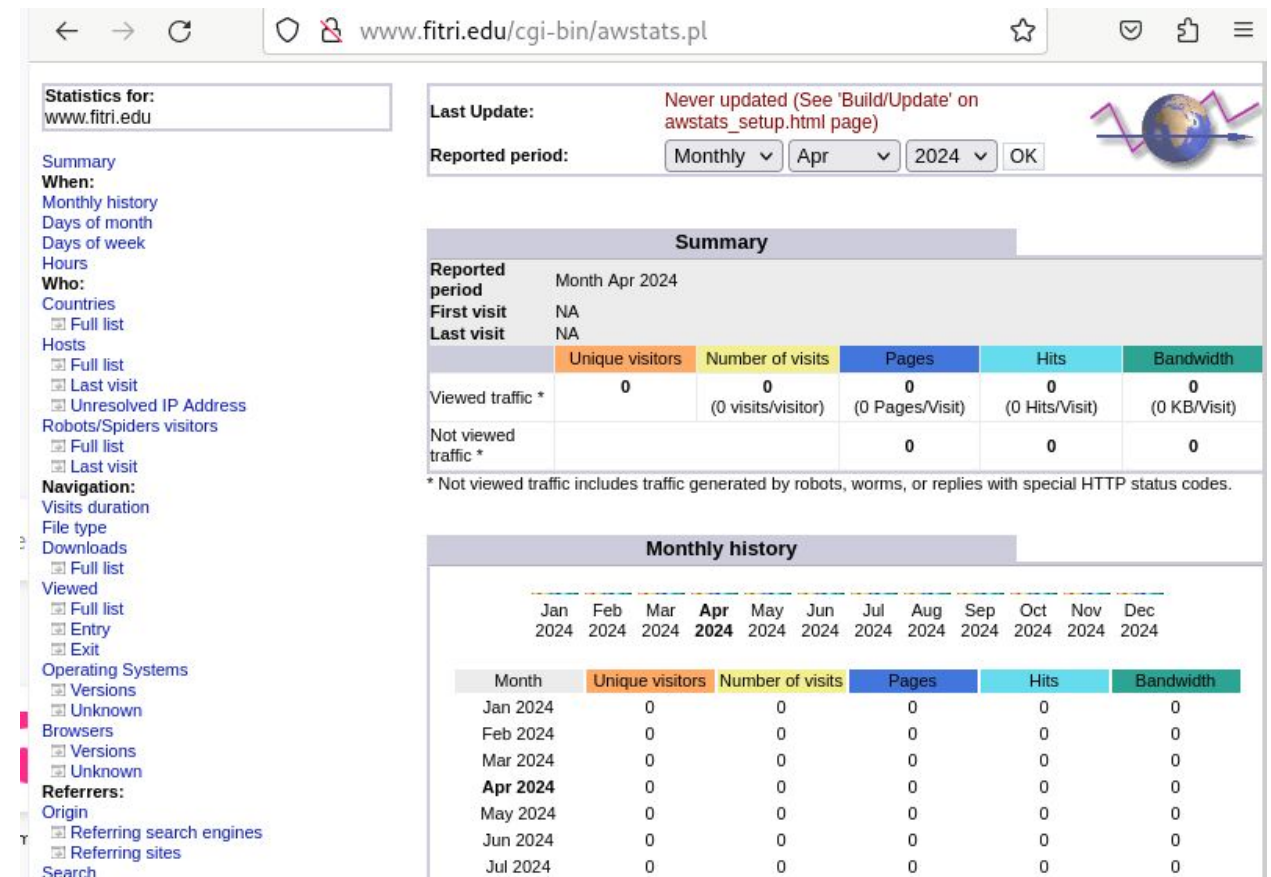 www.fitri.edu/cgi-bin/awstats.pl
Statistics for:
www.fitri.edu
Summary
When:
Monthly history
Days of month
Days of week
Hours
Who:
Countries
Full list
Hosts
Full list
Last visit
Unresolved IP Address
Robots/Spiders visitors
Full list
Last visit
Navigation:
Visits duration
File type
Downloads
Full list
Viewed
Full list
Entry
Exit
Operating Systems
Versions
Unknown
Browsers
Versions
Unknown
Referrers:
Origin
Referring search engines
Referring sites
Search
Last Update: Never updated (See 'Build/Update' on
awstats_setup.html page)
Reported period: Monthly Apr 2024 OK
Summary
Reported
period Month Apr 2024
First visit NA
Last visit NA
Unique visitors Number of visits Pages Hits Bandwidth
Viewed traffic * 0 0 0 0 0
(0 visits/visitor) (0 Pages/Visit) (0 Hits/Visit) (0 KB/Visit)
Not viewed
traffic * 0 0 0
* Not viewed traffic includes traffic generated by robots, worms, or replies with special HTTP status codes.
Monthly history
Jan Feb Mar Apr May Jun Jul Aug Sep Oct Nov Dec
2024 2024 2024 2024 2024 2024 2024 2024 2024 2024 2024 2024
Month Unique visitors Number of visits Pages Hits Bandwidth
Jan 2024 0 0 0 0 0
Feb 2024 0 0 0 0 0
Mar 2024 0 0 0 0 0
Apr 2024 0 0 0 0 0
May 2024 0 0 0 0 0
Jun 2024 0 0 0 0 0
Jul 2024 0 0 0 0 0